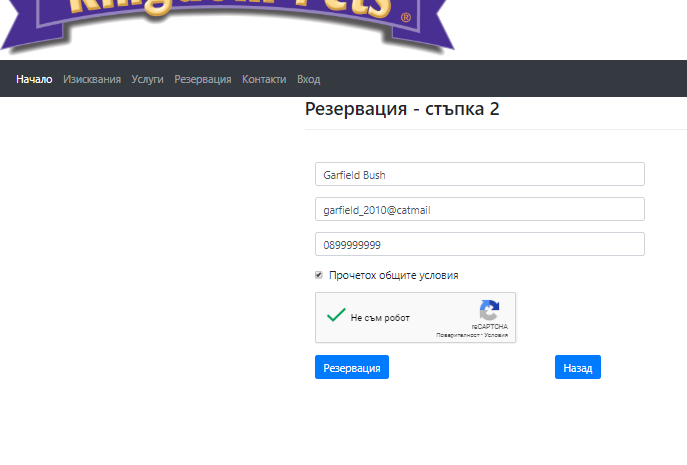 Kingdom Pets ®
Начало Изисквания Услуги Резервация Контакти Вход
Резервация - стъпка 2
Garfield Bush
garfield_2010@catmail
0899999999
Прочетох общите условия
Не съм робот
reCAPTCHA
Поверителност - Условия
Резервация Назад